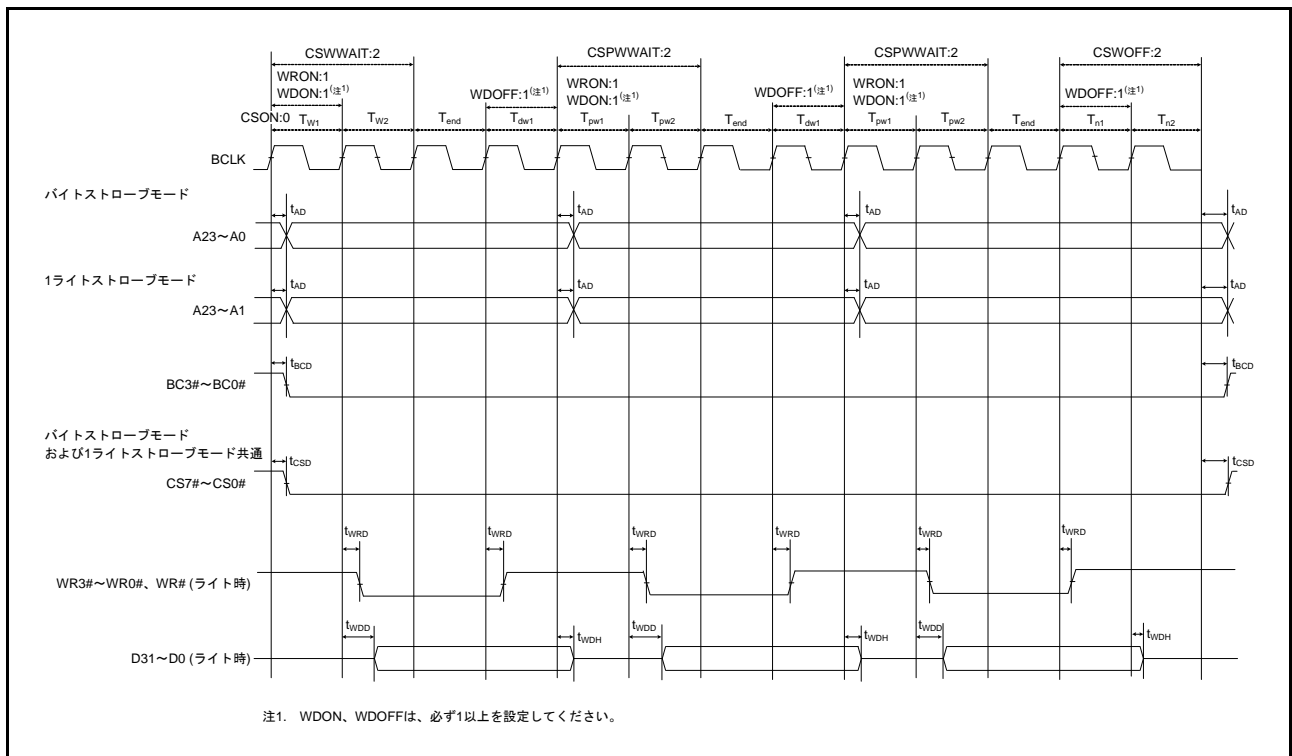 CSWWAIT:2 CSPWWAIT:2 CSPWWAIT:2 CSWOFF:2
WRON:1 WRON:1 WRON:1
WDON:1(注1) WDOFF:1(注1) WDON:1(注1) WDOFF:1(注1) WDON:1(注1) WDOFF:1(注1)
CSON:0 TW1 TW2 Tend Tdw1 Tpw1 Tpw2 Tend Tdw1 Tpw1 Tpw2 Tend Tn1 Tn2
BCLK
バイトストローブモード
tAD tAD tAD tAD
A23～A0
1ライトストローブモード
tAD tAD tAD tAD
A23～A1
tBCD tBCD
BC3#～BC0#
バイトストローブモード
および1ライトストローブモード共通
tCSD tCSD
CS7#～CS0#
tWRD tWRD tWRD tWRD tWRD tWRD
WR3#～WR0#、WR# (ライト時)
tWDD tWDH tWDD tWDH tWDD tWDH
D31～D0 (ライト時)
注1. WDON、WDOFFは、必ず1以上を設定してください。